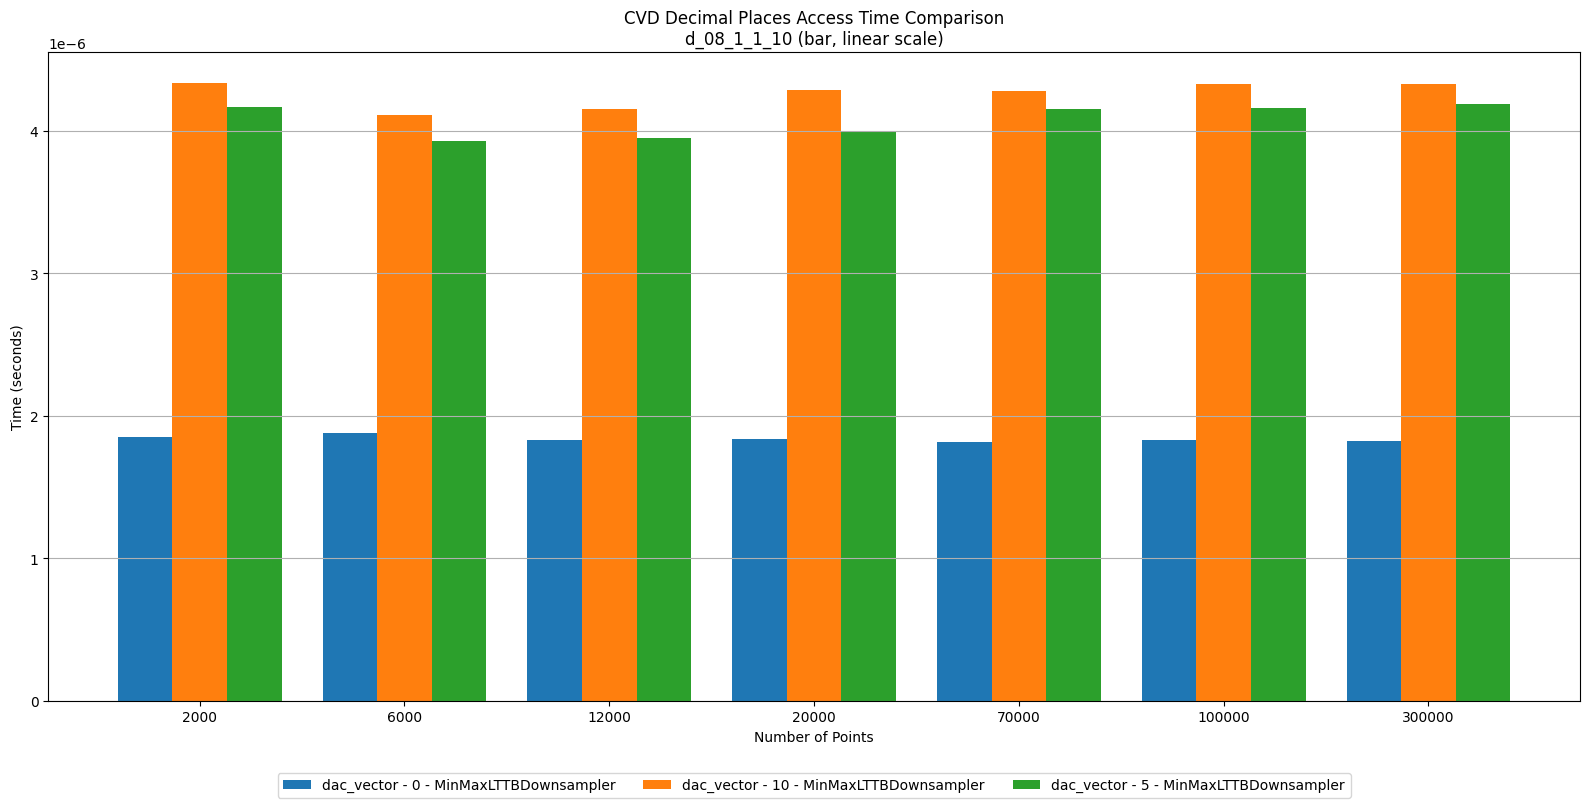 CVD Decimal Places Access Time Comparison
d_08_1_1_10 (bar, linear scale)
1e−6
4
3
2
1
0
Time (seconds)
2000 6000 12000 20000 70000 100000 300000
Number of Points
dac_vector - 0 - MinMaxLTTBDownsampler dac_vector - 10 - MinMaxLTTBDownsampler dac_vector - 5 - MinMaxLTTBDownsampler